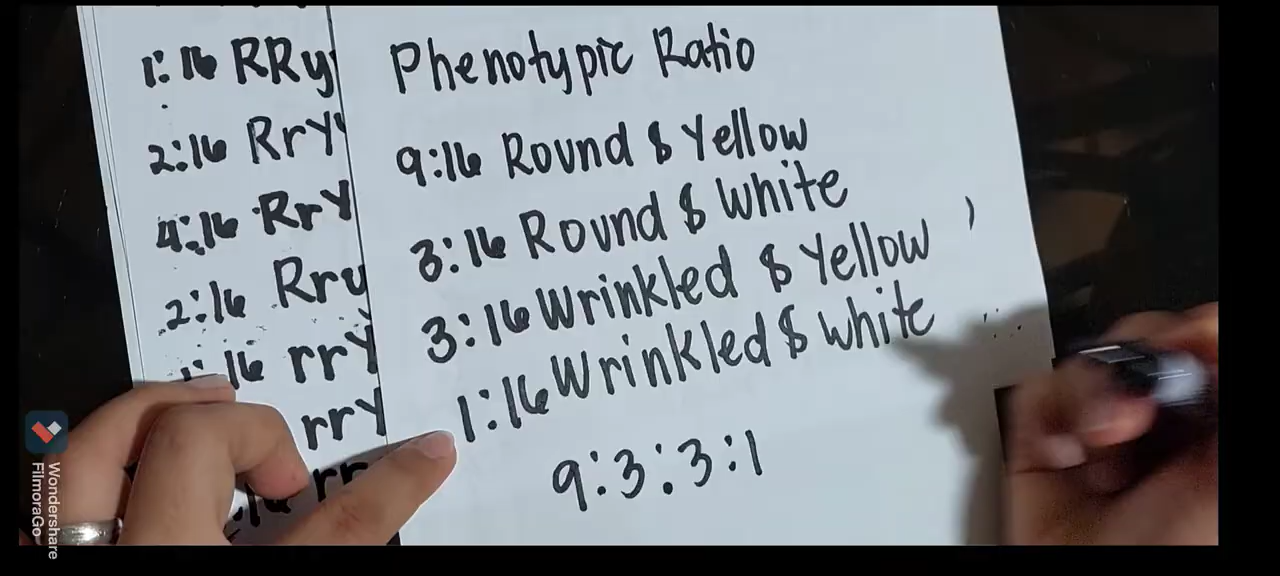 1:16 RRy
2:16 RrY
4:16 RrY
2:16 Rr
:16 rrY
rrY
rr
Phenotypic Ratio
9:16 Round & Yellow
3:16 Round & White
3:16 Wrinkled & Yellow
1:16 Wrinkled & White
9:3:3:1
Wondershare
FilmoraGo